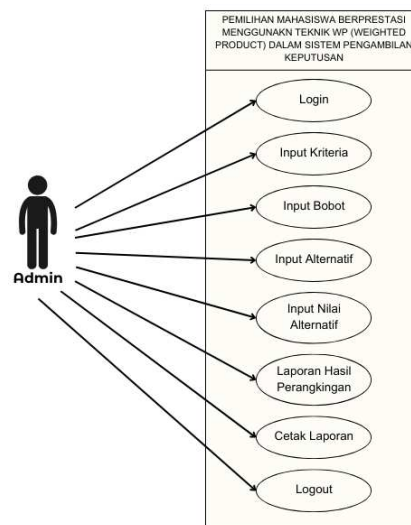 PEMILIHAN MAHASISWA BERPRESTASI
MENGGUNAKN TEKNIK WP (WEIGHTED
PRODUCT) DALAM SISTEM PENGAMBILAN
KEPUTUSAN
Login
Input Kriteria
Input Bobot
Admin
Input Alternatif
Input Nilai
Alternatif
Laporan Hasil
Perangkingan
Cetak Laporan
Logout